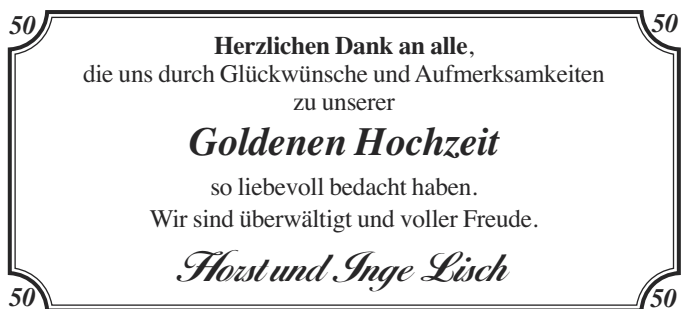 50 50
Herzlichen Dank an alle,
die uns durch Glückwünsche und Aufmerksamkeiten
zu unserer
Goldenen Hochzeit
so liebevoll bedacht haben.
Wir sind überwältigt und voller Freude.
Horst und Inge Lisch
50 50